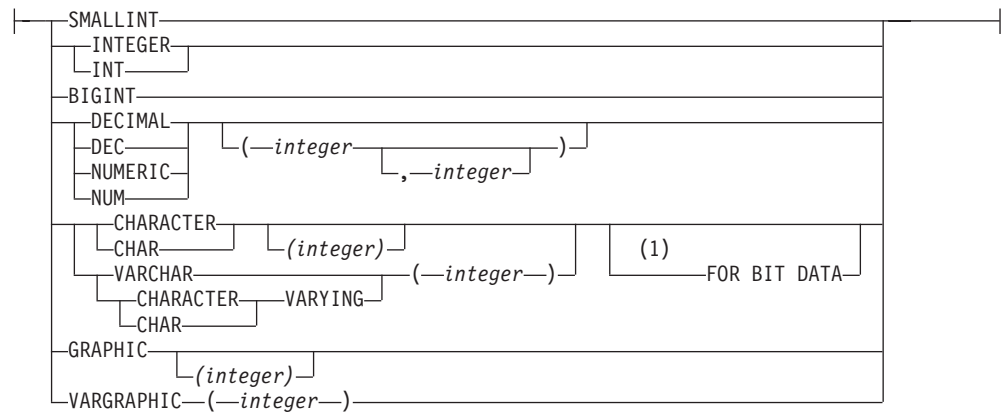 SMALLINT
INTEGER
INT
BIGINT
DECIMAL
DEC ( integer )
NUMERIC , integer
NUM
CHARACTER
CHAR (integer) (1)
VARCHAR ( integer ) FOR BIT DATA
CHARACTER VARYING
CHAR
GRAPHIC
(integer)
VARGRAPHIC ( integer )